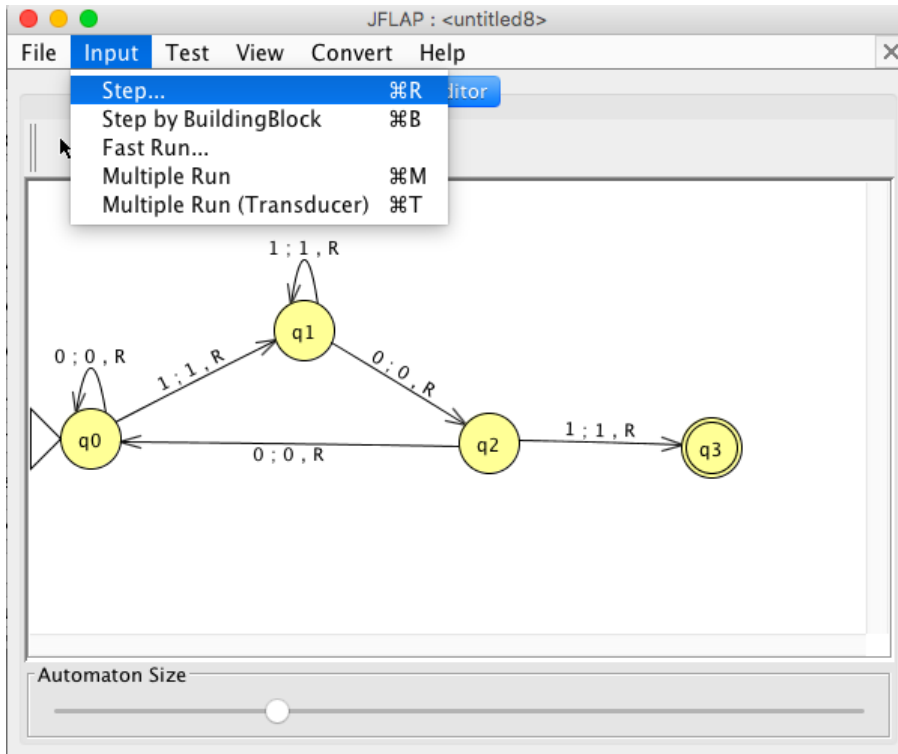 JFLAP : <untitled8>
File Input Test View Convert Help
Step... ⌘R
ditor
Step by BuildingBlock ⌘B
Fast Run...
Multiple Run ⌘M
Multiple Run (Transducer) ⌘T
1 ; 1 , R
q1
0 ; 0 , R
1 ; 1 , R
0 ; 0 , R
q0
0 ; 0 , R
q2
1 ; 1 , R
q3
Automaton Size